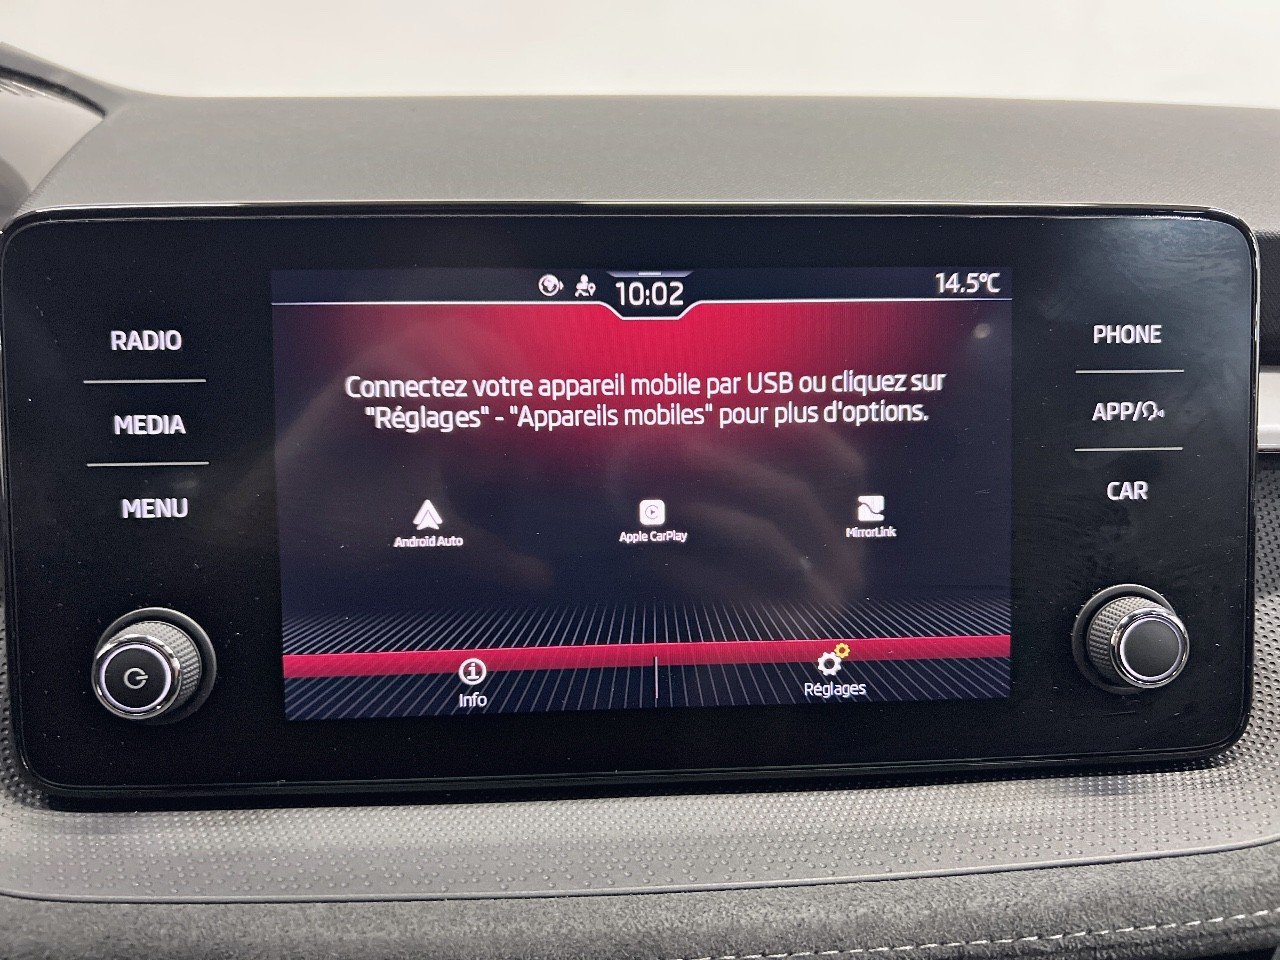 10:02
14.5°C
RADIO
MEDIA
MENU
Connectez votre appareil mobile par USB ou cliquez sur
"Réglages" - "Appareils mobiles" pour plus d'options.
Android Auto
Apple CarPlay
MirrorLink
Info
Réglages
PHONE
APP/
CAR